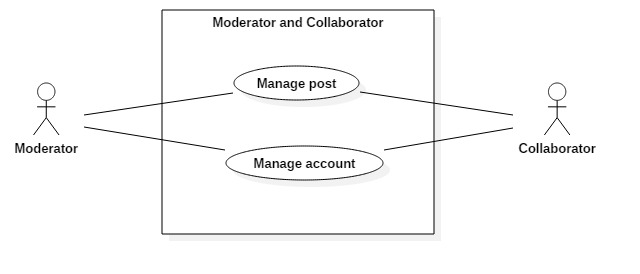 Moderator and Collaborator
Manage post
Moderator
Collaborator
Manage account